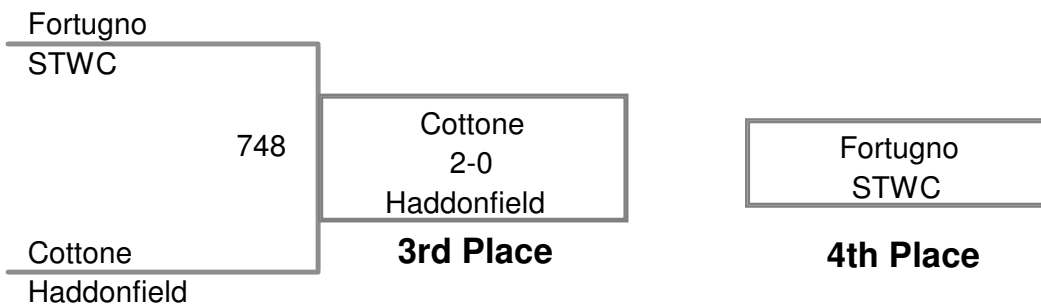 Fortugno
STWC
748
Cottone
2-0
Haddonfield
3rd Place
Fortugno
STWC
4th Place
Cottone
Haddonfield